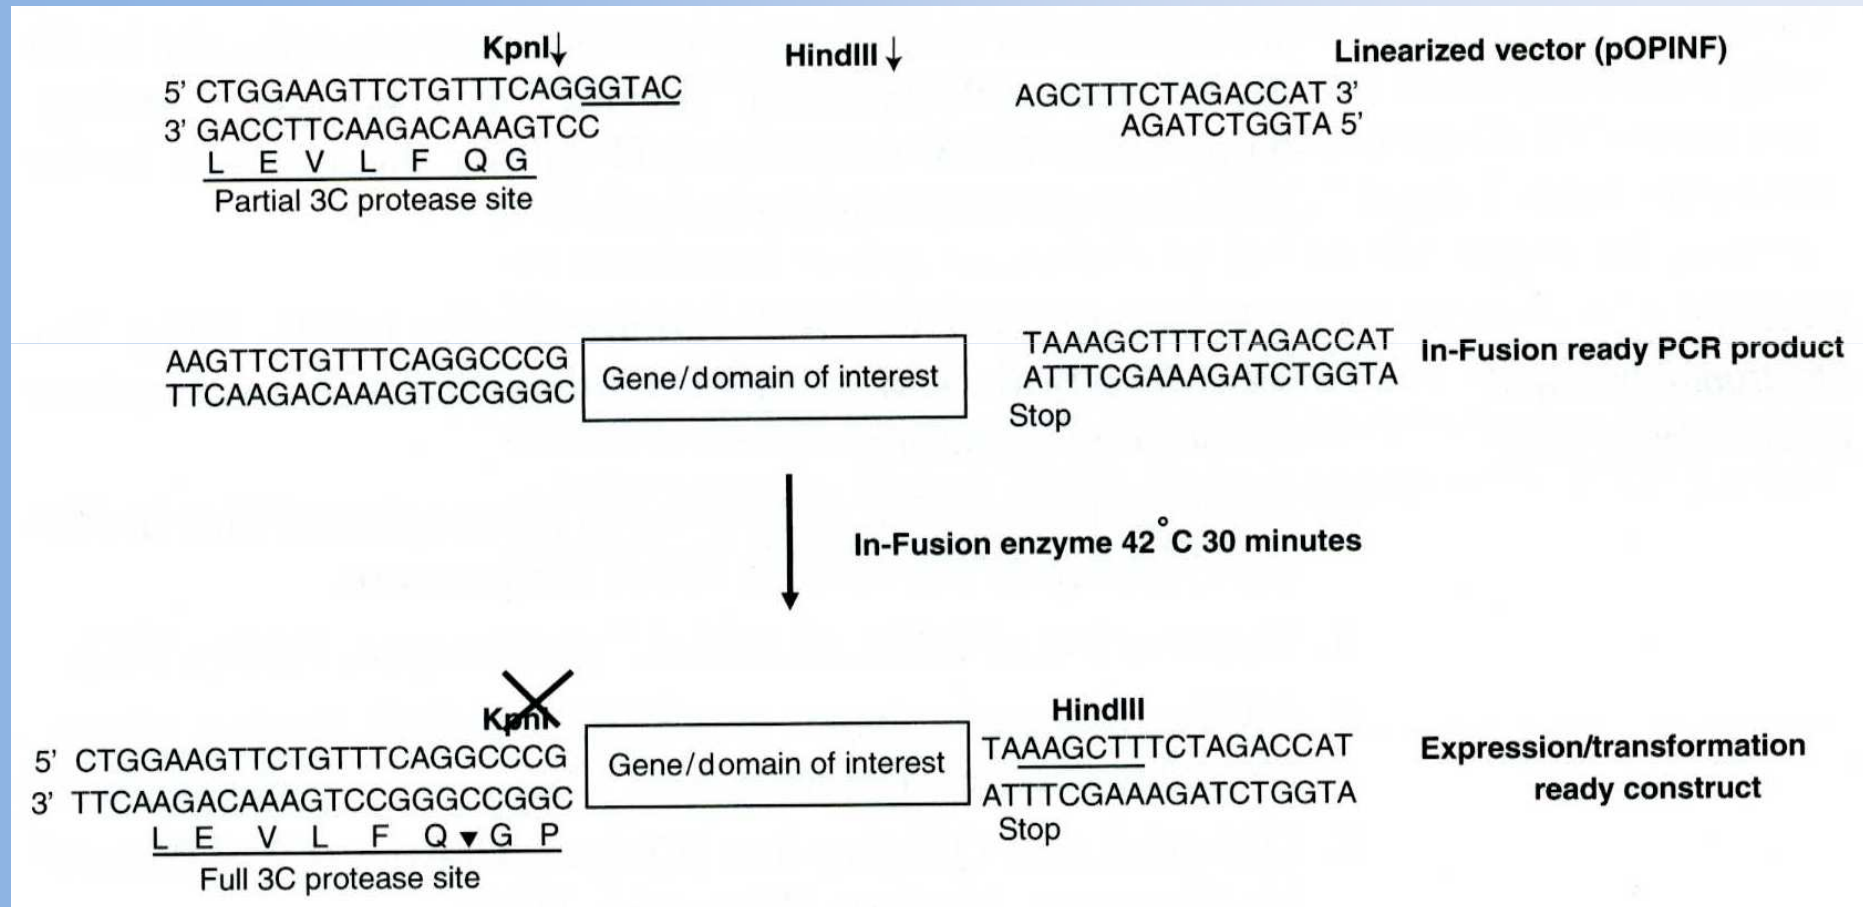 KpnI↓ HindIII ↓ Linearized vector (pOPINF)
5' CTGGAAGTTCTGTTTCAGGGTAC AGCTTTCTAGACCAT 3'
3' GACCTTCAAGACAAAGTCC AGATCTGGTA 5'
L E V L F Q G
Partial 3C protease site
AAGTTCTGTTTCAGGCCCG Gene/domain of interest TAAAGCTTTCTAGACCAT In-Fusion ready PCR product
TTCAAGACAAAGTCCGGGC ATTTCGAAAGATCTGGTA
Stop
In-Fusion enzyme 42°C 30 minutes
KpnI HindIII
5' CTGGAAGTTCTGTTTCAGGCCCG Gene/domain of interest TAAAGCTTTCTAGACCAT Expression/transformation
3' TTCAAGACAAAGTCCGGGCCGGC ATTTCGAAAGATCTGGTA ready construct
L E V L F Q▼G P Stop
Full 3C protease site